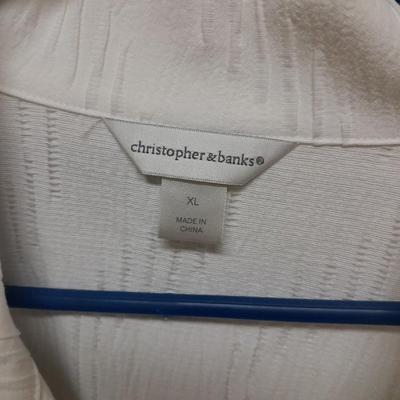 christopher & banks®
XL
MADE IN
CHINA